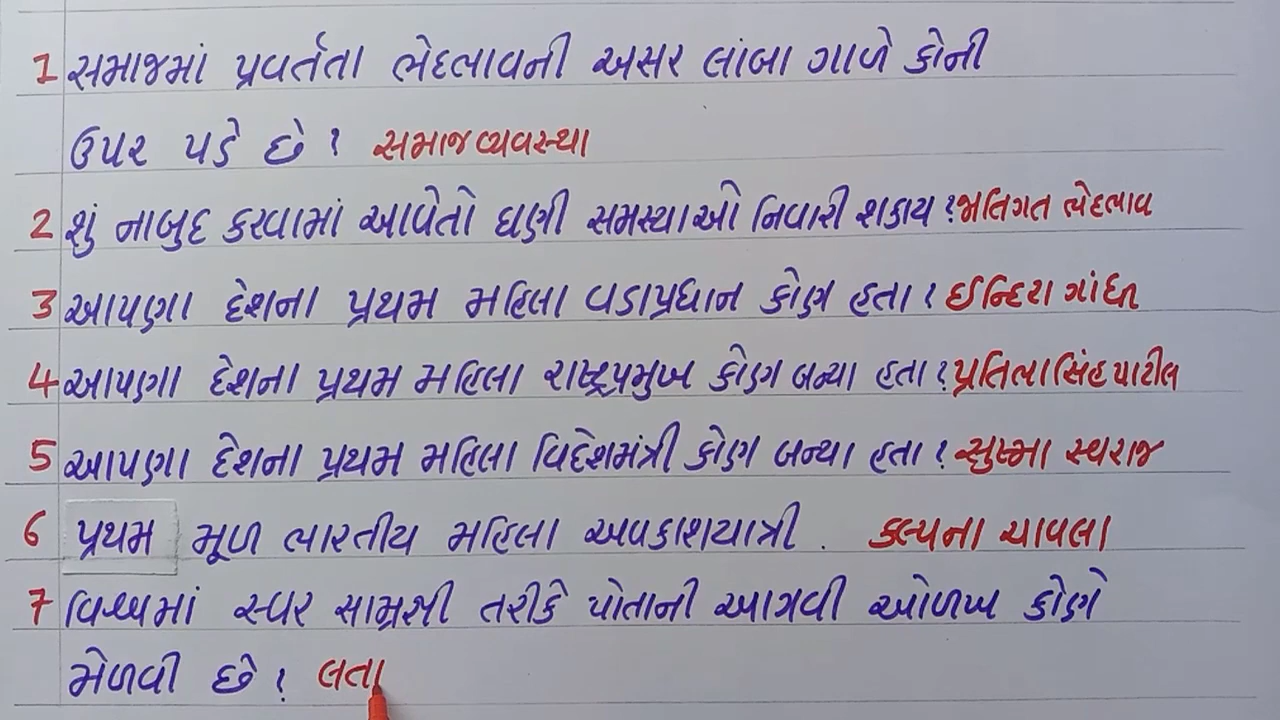 1 સમાજમાં પ્રવર્તતા ભેદભાવની અસર લાંબા ગાળે કોની
ઉપર પડે છે? સમાજવ્યવસ્થા
2 શું નાબુદ કરવામાં આવેતો ઘણી સમસ્યાઓ નિવારી શકાય? જાતિગત ભેદભાવ
3 આપણા દેશના પ્રથમ મહિલા વડાપ્રધાન કોણ હતા? ઈન્દિરા ગાંધી
4 આપણા દેશના પ્રથમ મહિલા રાષ્ટ્રપ્રમુખ કોણ બન્યા હતા? પ્રતિભાસિંહ પાટીલ
5 આપણા દેશના પ્રથમ મહિલા વિદેશમંત્રી કોણ બન્યા હતા? સુષ્મા સ્વરાજ
6 પ્રથમ મૂળ ભારતીય મહિલા અવકાશયાત્રી. કલ્પના ચાવલા
7 વિશ્વમાં સ્વર સામ્રાજ્ઞી તરીકે પોતાની આગવી ઓળખ કોણે
મેળવી છે? લતા